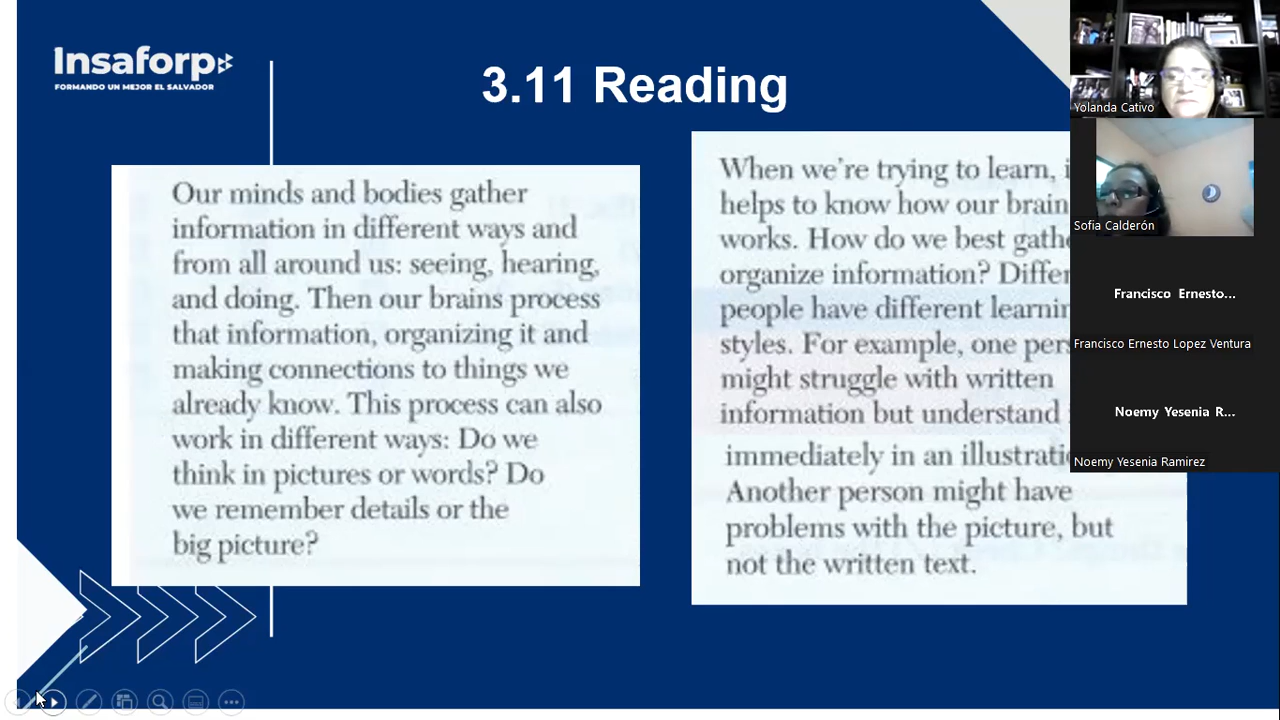 Insaforp
FORMANDO UN MEJOR EL SALVADOR
3.11 Reading
Our minds and bodies gather
information in different ways and
from all around us: seeing, hearing,
and doing. Then our brains process
that information, organizing it and
making connections to things we
already know. This process can also
work in different ways: Do we
think in pictures or words? Do
we remember details or the
big picture?
When we're trying to learn,
helps to know how our brain
works. How do we best
organize information?
people have different
styles. For example, one
might struggle with written
information but understand
immediately in an
Another person might have
problems with the picture, but
not the written text.
Yolanda Cativo
Sofia Calderón
Francisco Ernesto...
Francisco Ernesto Lopez Ventura
Noemy Yesenia R...
Noemy Yesenia Ramirez